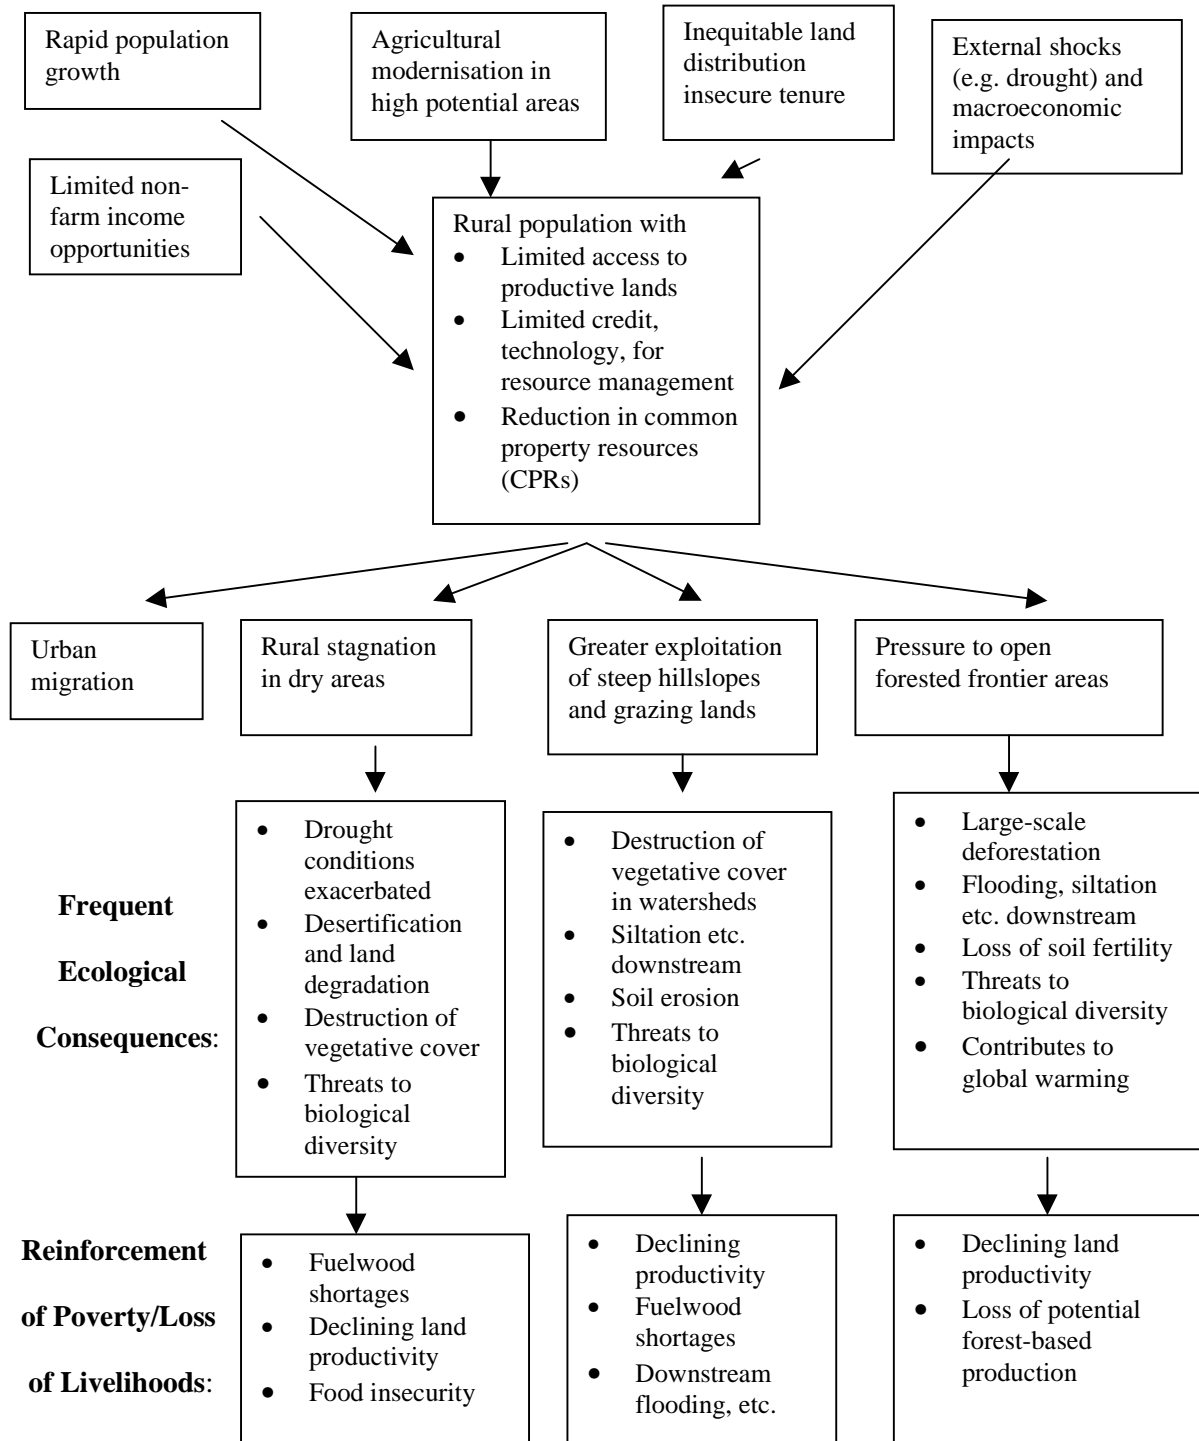 Rapid population
growth
Agricultural
modernisation in
high potential areas
Inequitable land
distribution
insecure tenure
External shocks
(e.g. drought) and
macroeconomic
impacts
Limited non-
farm income
opportunities
Rural population with
• Limited access to
productive lands
• Limited credit,
technology, for
resource management
• Reduction in common
property resources
(CPRs)
Urban
migration
Rural stagnation
in dry areas
Greater exploitation
of steep hillslopes
and grazing lands
Pressure to open
forested frontier areas
Frequent
Ecological
Consequences:
• Drought
conditions
exacerbated
• Desertification
and land
degradation
• Destruction of
vegetative cover
• Threats to
biological
diversity
• Destruction of
vegetative cover
in watersheds
• Siltation etc.
downstream
• Soil erosion
• Threats to
biological
diversity
• Large-scale
deforestation
• Flooding, siltation
etc. downstream
• Loss of soil fertility
• Threats to
biological diversity
• Contributes to
global warming
Reinforcement
of Poverty/Loss
of Livelihoods:
• Fuelwood
shortages
• Declining land
productivity
• Food insecurity
• Declining
productivity
• Fuelwood
shortages
• Downstream
flooding, etc.
• Declining land
productivity
• Loss of potential
forest-based
production